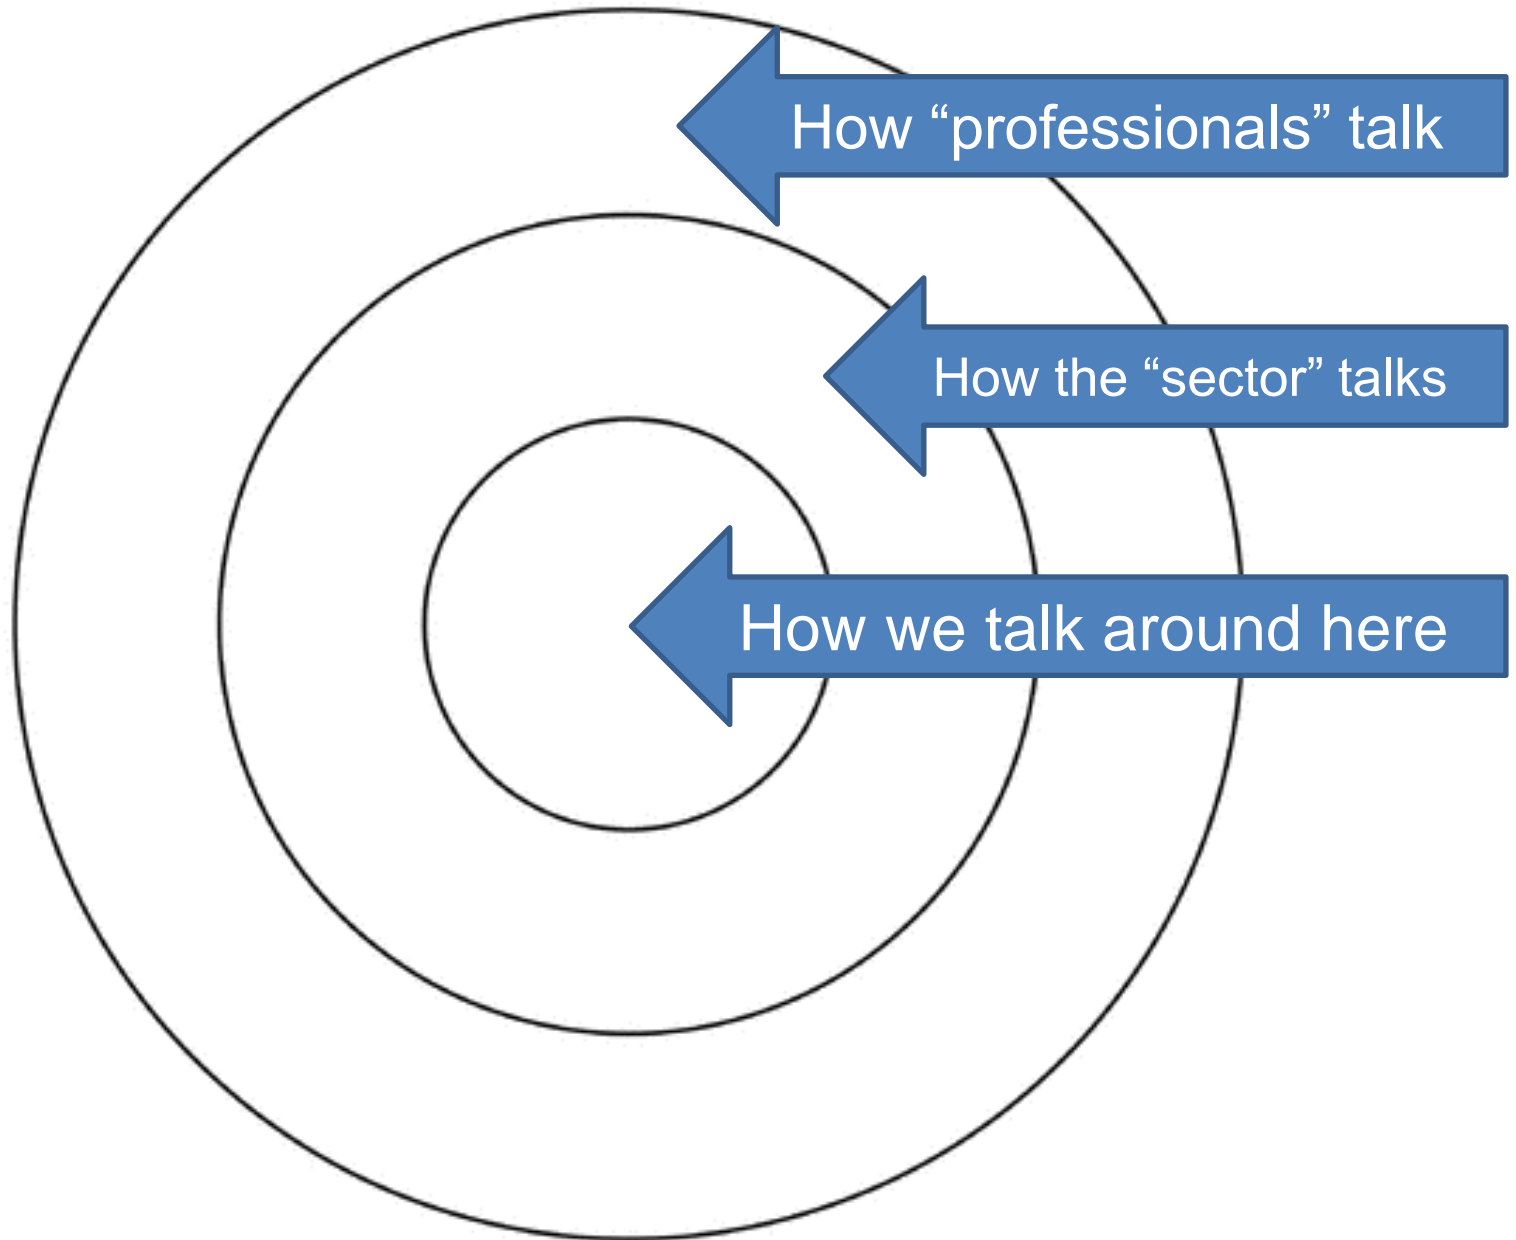 How “professionals” talk
How the “sector” talks
How we talk around here